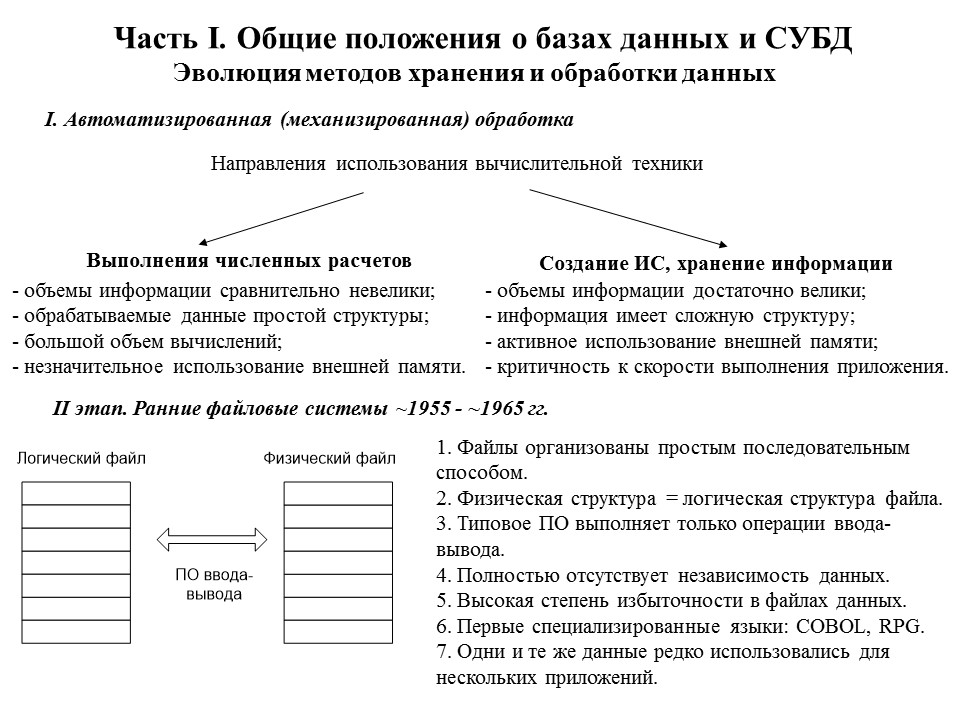 Часть I. Общие положения о базах данных и СУБД
Эволюция методов хранения и обработки данных
I. Автоматизированная (механизированная) обработка
Направления использования вычислительной техники
Выполнения численных расчетов
- объемы информации сравнительно невелики;
- обрабатываемые данные простой структуры;
- большой объем вычислений;
- незначительное использование внешней памяти.
Создание ИС, хранение информации
- объемы информации достаточно велики;
- информация имеет сложную структуру;
- активное использование внешней памяти;
- критичность к скорости выполнения приложения.
II этап. Ранние файловые системы ~1955 - ~1965 гг.
Логический файл
Физический файл
ПО ввода-
вывода
1. Файлы организованы простым последовательным
способом.
2. Физическая структура = логическая структура файла.
3. Типовое ПО выполняет только операции ввода-
вывода.
4. Полностью отсутствует независимость данных.
5. Высокая степень избыточности в файлах данных.
6. Первые специализированные языки: COBOL, RPG.
7. Одни и те же данные редко использовались для
нескольких приложений.